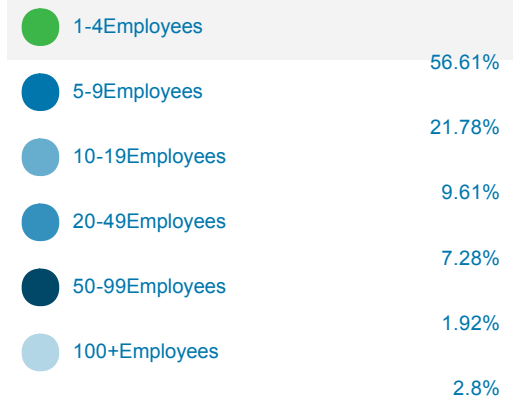 1-4Employees
56.61%
5-9Employees
21.78%
10-19Employees
9.61%
20-49Employees
7.28%
50-99Employees
1.92%
100+Employees
2.8%